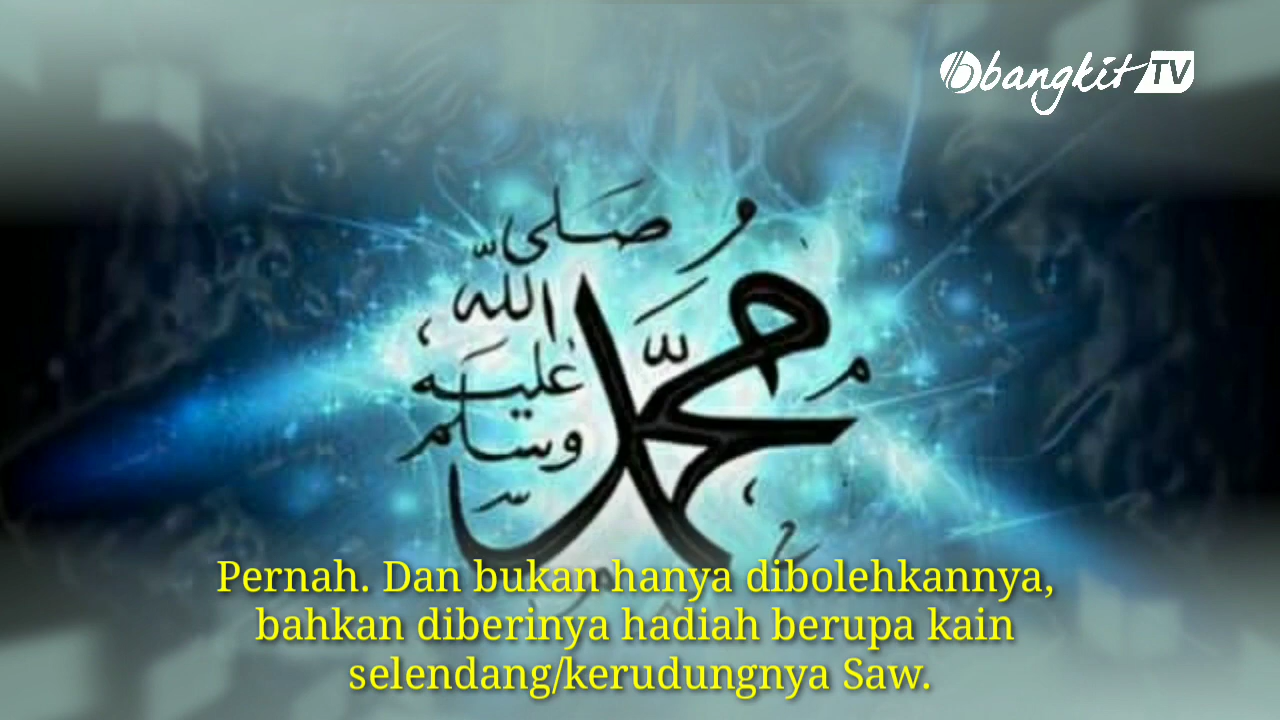 bangkit TV
صلى
الله
عليه
وسلم
محمد
Pernah. Dan bukan hanya dibolehkannya,
bahkan diberinya hadiah berupa kain
selendang/kerudungnya Saw.